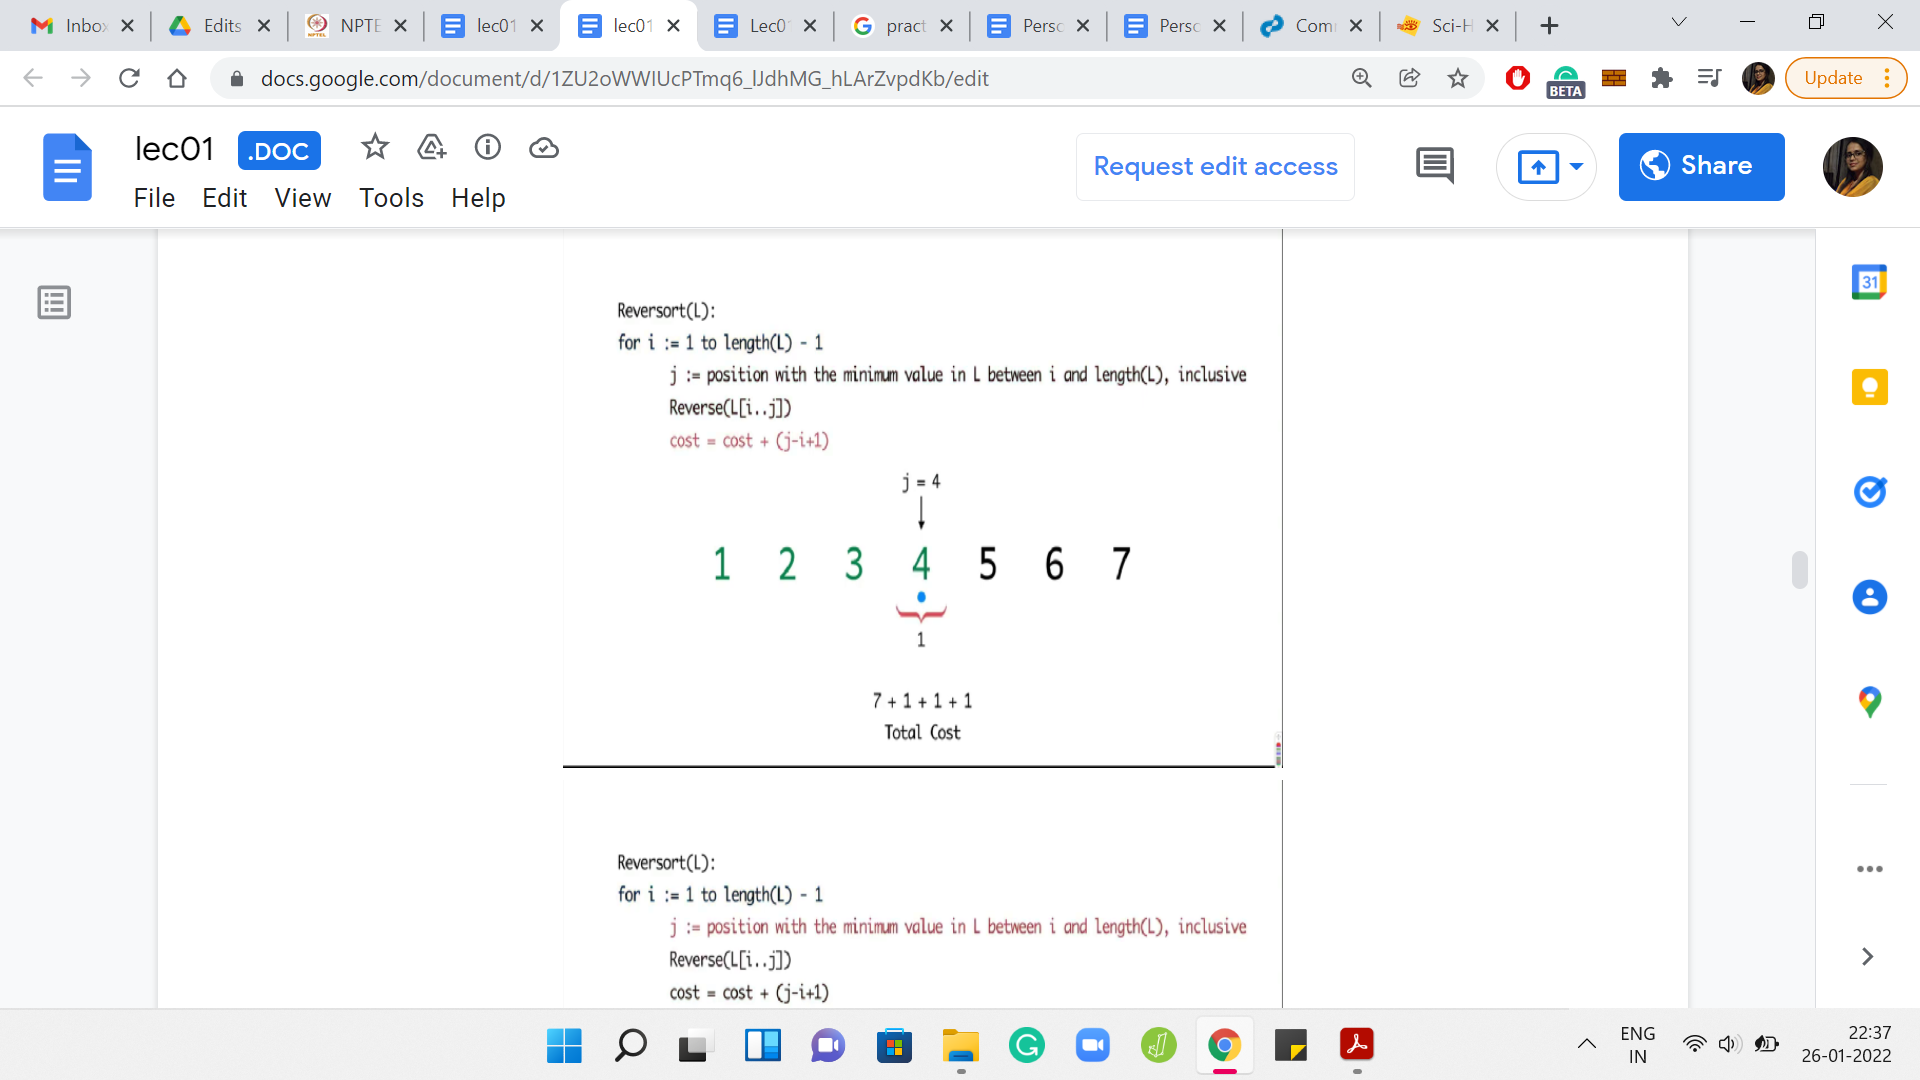 Inbo
Edits
NPTE
lec01
lec01
Lec0
pract
Perso
Perso
Com
Sci-H
docs.google.com/document/d/1ZU2oWWIUcPTmq6_lJdhMG_hLArZvpdKb/edit
BETA
Update
lec01 .DOC
Request edit access
Share
File Edit View Tools Help
31
Reversort(L):
for i := 1 to length(L) - 1
j := position with the minimum value in L between i and length(L), inclusive
Reverse(L[i..j])
cost = cost + (j-i+1)
j = 4
1 2 3 4 5 6 7
1
7 + 1 + 1 + 1
Total Cost
Reversort(L):
for i := 1 to length(L) - 1
j := position with the minimum value in L between i and length(L), inclusive
Reverse(L[i..j])
cost = cost + (j-i+1)
ENG
IN
22:37
26-01-2022